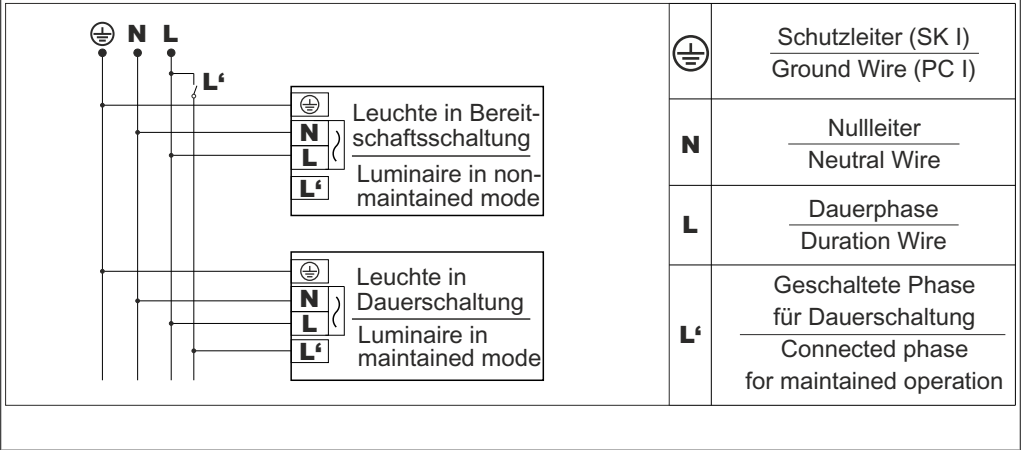 N L
L‘
Leuchte in Bereit-
schaftsschaltung
Luminaire in non-
maintained mode
N
L
L‘
Leuchte in
Dauerschaltung
Luminaire in
maintained mode
N
L
L‘
Schutzleiter (SK I)
Ground Wire (PC I)
N
Nullleiter
Neutral Wire
L
Dauerphase
Duration Wire
L‘
Geschaltete Phase
für Dauerschaltung
Connected phase
for maintained operation